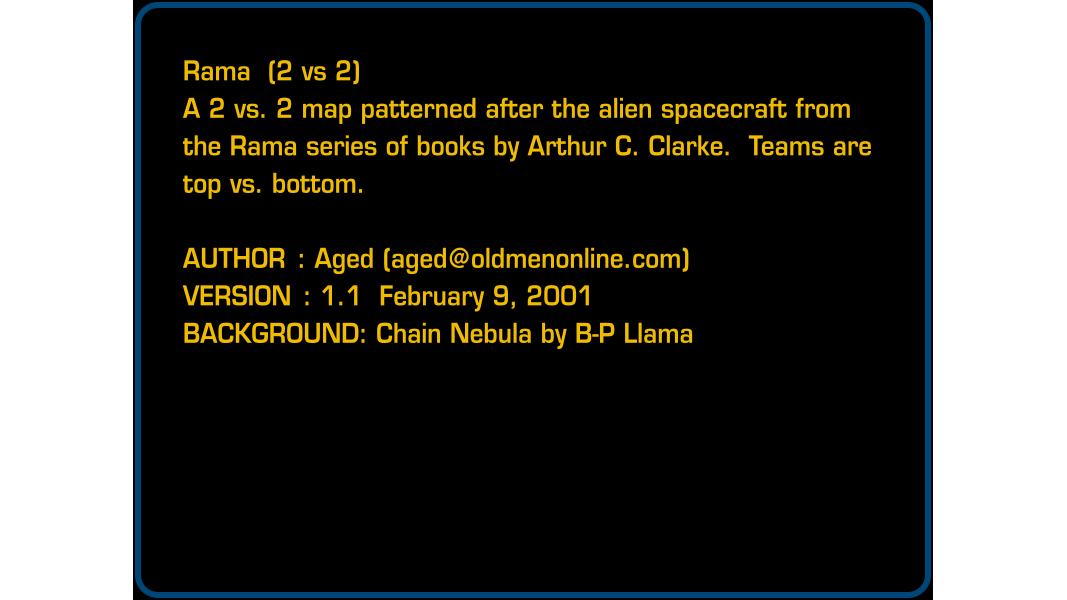 Rama  (2 vs 2)
A 2 vs. 2 map patterned after the alien spacecraft from
the Rama series of books by Arthur C. Clarke.  Teams are
top vs. bottom.
AUTHOR  : Aged (aged@oldmenonline.com)
VERSION  : 1.1  February 9, 2001
BACKGROUND: Chain Nebula by B-P Llama